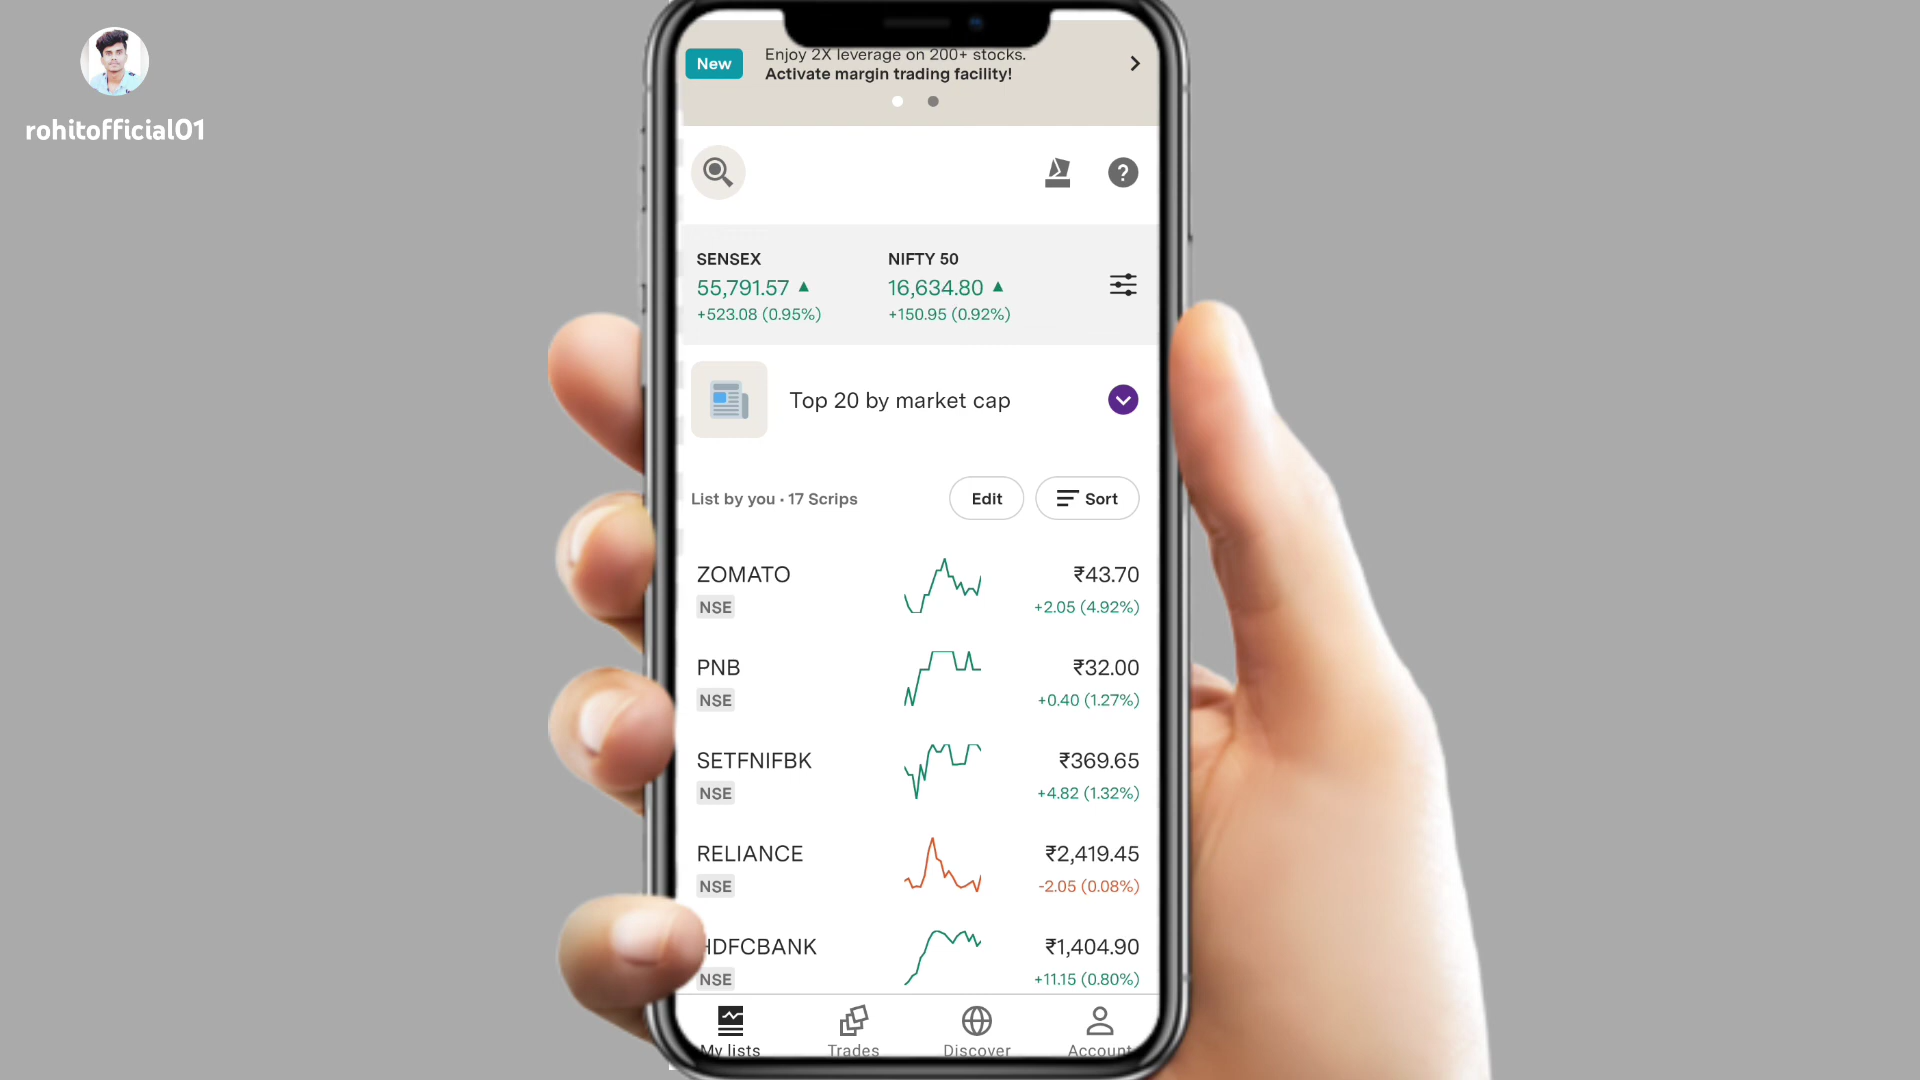 rohitofficial01
New
Enjoy 2X leverage on 200+ stocks.
Activate margin trading facility!
?
SENSEX
55,791.57 ▲
+523.08 (0.95%)
NIFTY 50
16,634.80 ▲
+150.95 (0.92%)
Top 20 by market cap
List by you • 17 Scrips
Edit
Sort
ZOMATO
NSE
₹43.70
+2.05 (4.92%)
PNB
NSE
₹32.00
+0.40 (1.27%)
SETFNIFBK
NSE
₹369.65
+4.82 (1.32%)
RELIANCE
NSE
₹2,419.45
-2.05 (0.08%)
HDFCBANK
NSE
₹1,404.90
+11.15 (0.80%)
My lists
Trades
Discover
Account